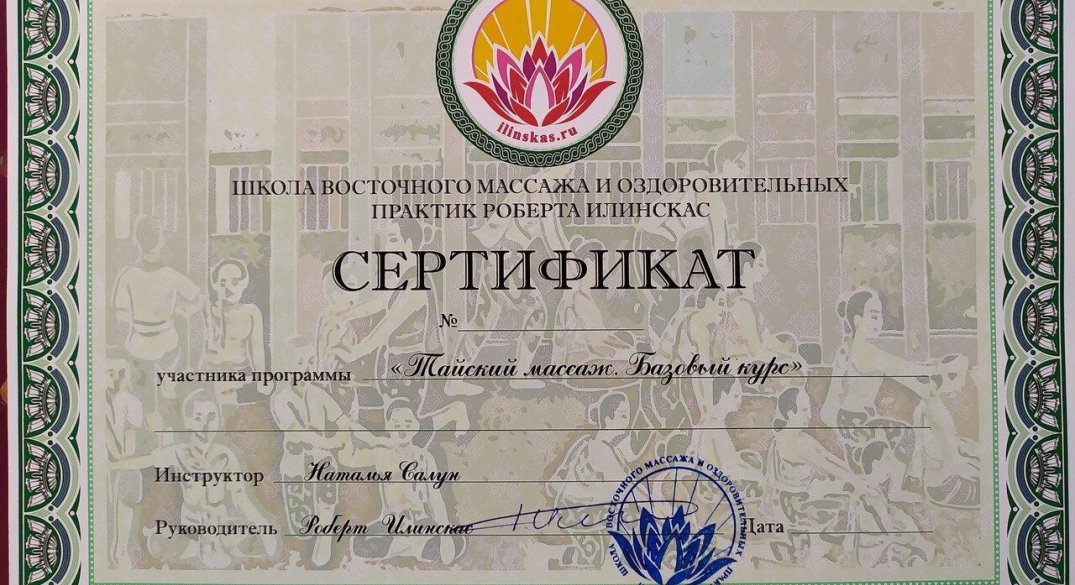 ilinskas.ru
ШКОЛА ВОСТОЧНОГО МАССАЖА И ОЗДОРОВИТЕЛЬНЫХ
ПРАКТИК РОБЕРТА ИЛИНСКАС
СЕРТИФИКАТ
№
участника программы «Тайский массаж. Базовый курс»
Инструктор Наталья Салун
Руководитель Роберт Илинскас Дата
ШКОЛА ВОСТОЧНОГО МАССАЖА И ОЗДОРОВИТЕЛЬНЫХ